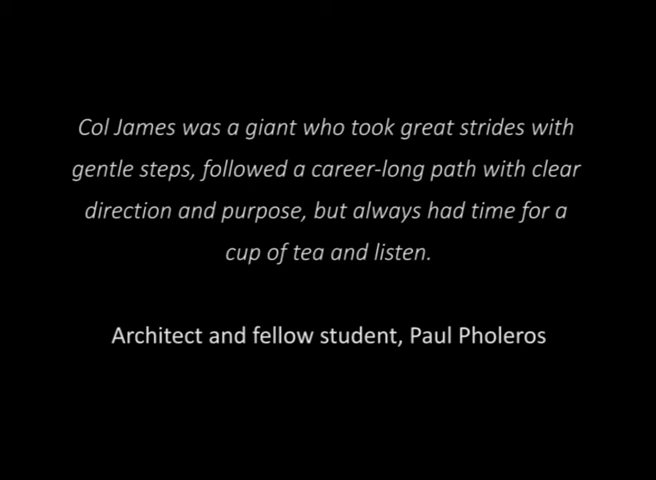 Col James was a giant who took great strides with
gentle steps, followed a career-long path with clear
direction and purpose, but always had time for a
cup of tea and listen.
Architect and fellow student, Paul Pholeros